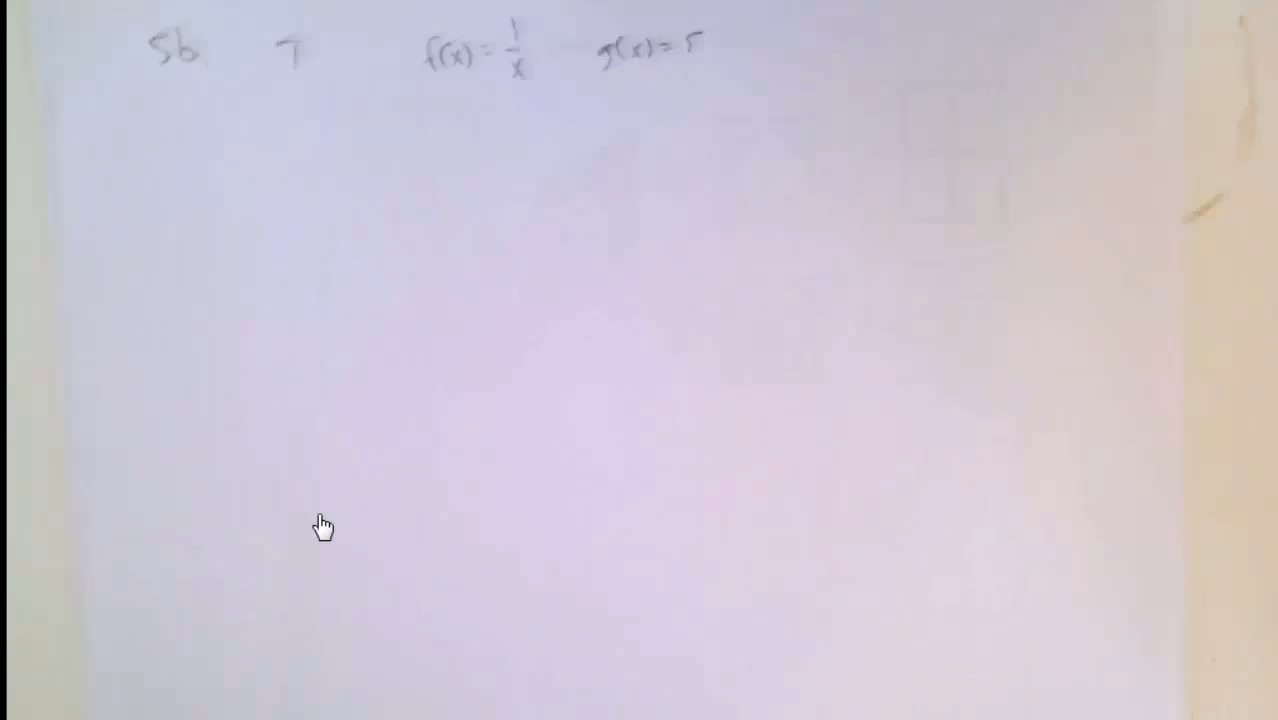 5b 7 f(x) = 1/x g(x) = 5